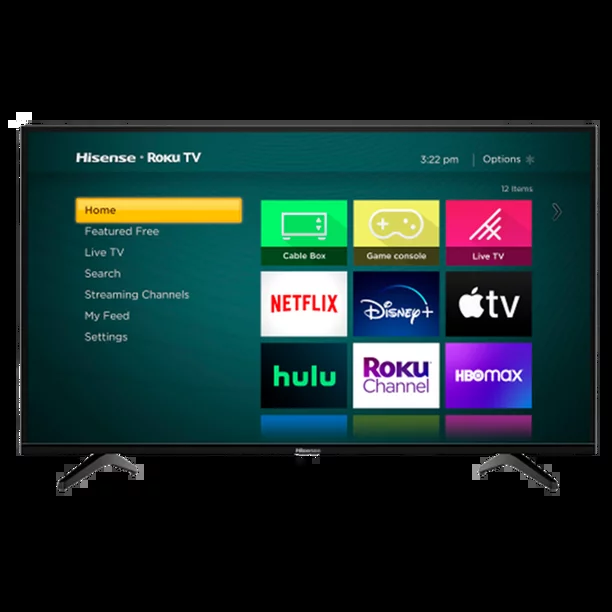 Hisense • Roku TV
3:22 pm | Options ✻
12 Items
Home
Featured Free
Live TV
Search
Streaming Channels
My Feed
Settings
Cable Box
Game console
Live TV
NETFLIX
Disney+
tv
hulu
Roku Channel
HBOmax
Hisense